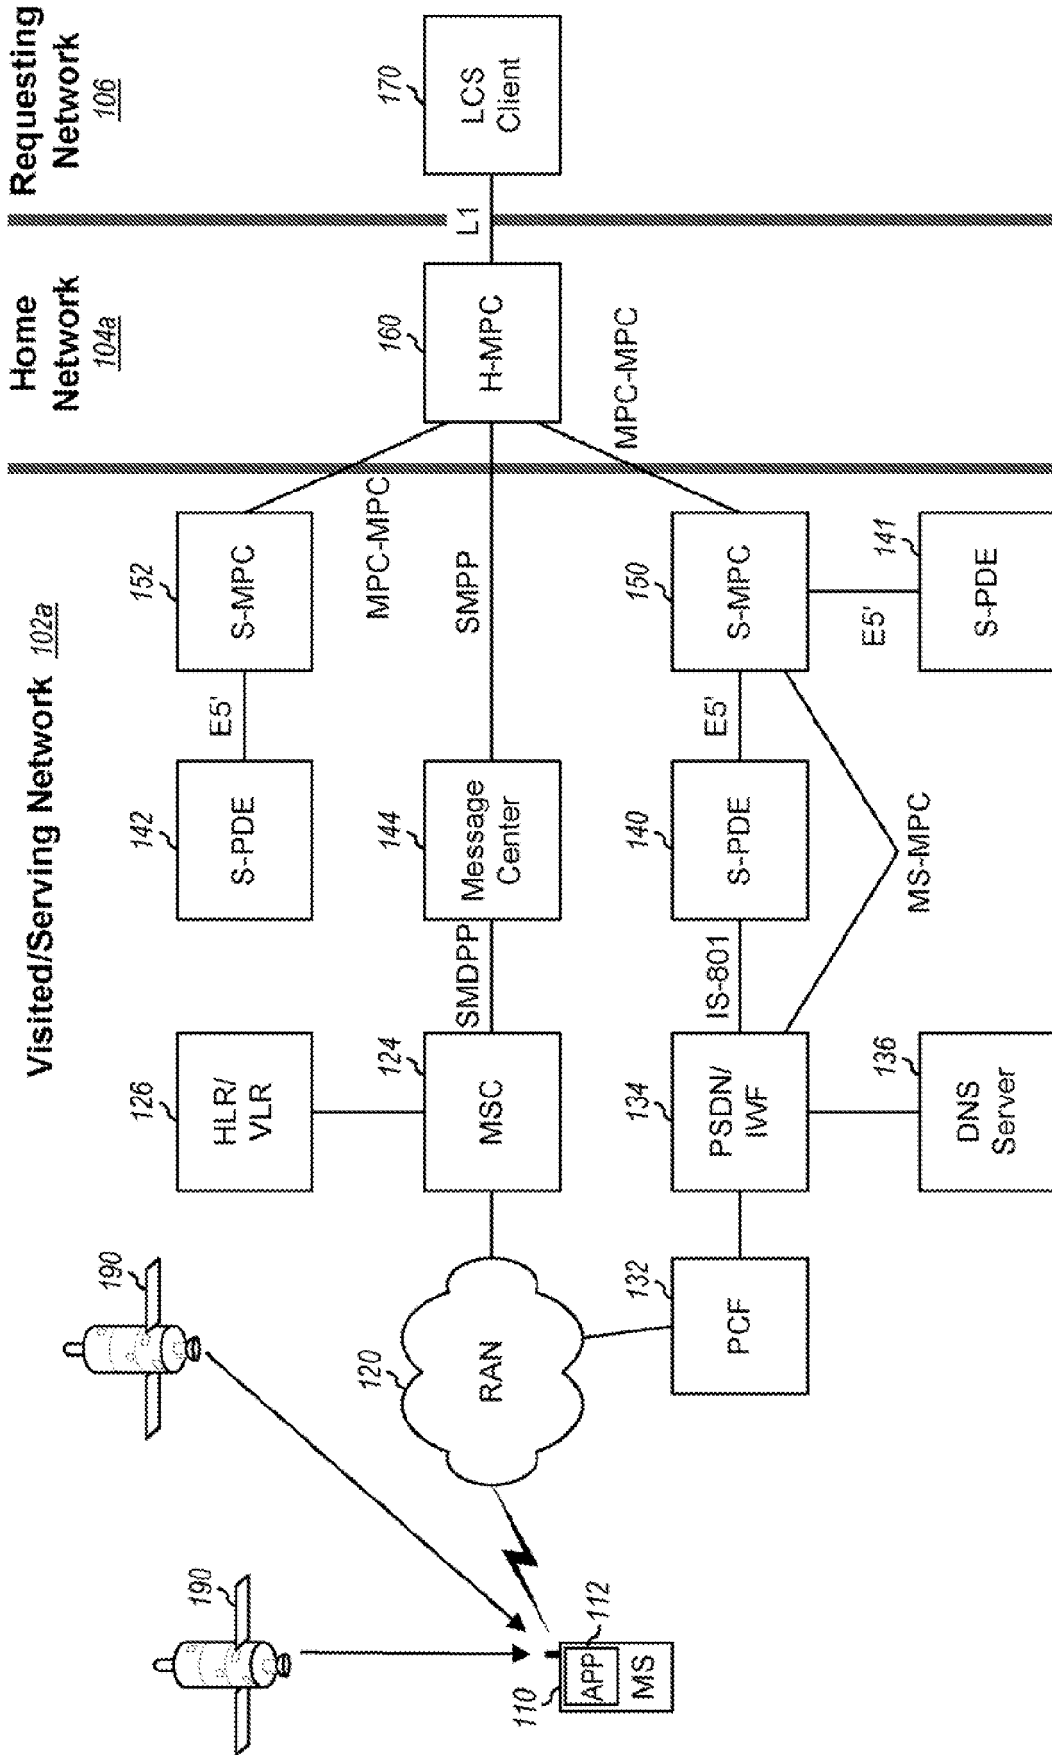 Visited/Serving Network 102a
Home
Network
104a
Requesting
Network
106
190
190
126
HLR/
VLR
142
S-PDE
E5'
152
S-MPC
MPC-MPC
120
RAN
124
MSC
SMDPP
144
Message
Center
SMPP
160
H-MPC
L1
170
LCS
Client
MPC-MPC
110
APP
112
MS
132
PCF
134
PSDN/
IWF
IS-801
140
S-PDE
E5'
150
S-MPC
MS-MPC
136
DNS
Server
E5'
141
S-PDE